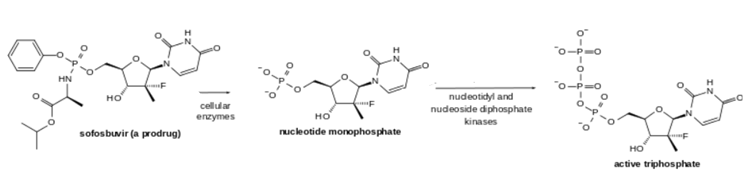 sofosbuvir (a prodrug)
cellular
enzymes
nucleotide monophosphate
nucleotidyl and
nucleoside diphosphate
kinases
active triphosphate